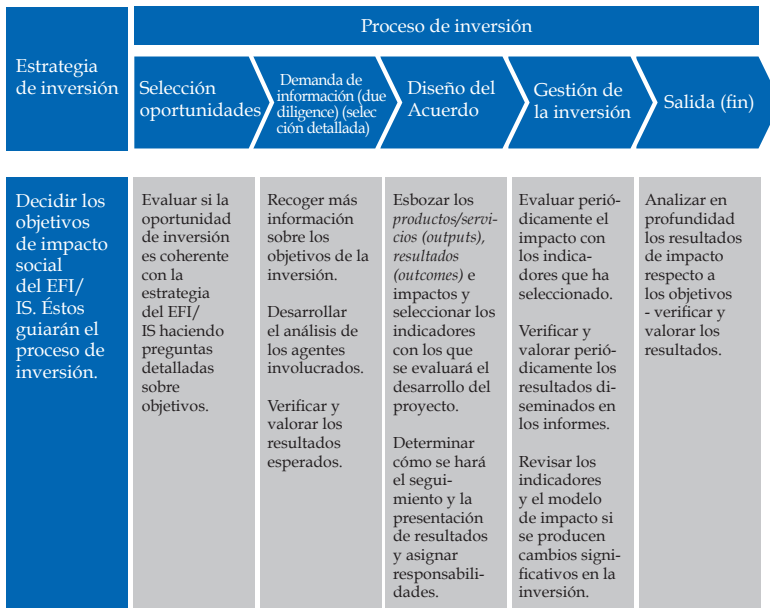 Proceso de inversión
Estrategia
de inversión
Selección
oportunidades
Demanda de
información (due
diligence) (selec
ción detallada)
Diseño del
Acuerdo
Gestión de
la inversión
Salida (fin)
Decidir los
objetivos
de impacto
social
del EFI/
IS. Éstos
guiarán el
proceso de
inversión.
Evaluar si la
oportunidad
de inversión
es coherente
con la
estrategia
del EFI/
IS haciendo
preguntas
detalladas
sobre
objetivos.
Recoger más
información
sobre los
objetivos de la
inversión.
Desarrollar
el análisis de
los agentes
involucrados.
Verificar y
valorar los
resultados
esperados.
Esbozar los
productos/servi-
cios (outputs),
resultados
(outcomes) e
impactos y
seleccionar los
indicadores
con los que
se evaluará el
desarrollo del
proyecto.
Determinar
cómo se hará
el segui-
miento y la
presentación
de resultados
y asignar
responsabili-
dades.
Evaluar perió-
dicamente el
impacto con
los indica-
dores que ha
seleccionado.
Verificar y
valorar perió-
dicamente los
resultados di-
seminados en
los informes.
Revisar los
indicadores
y el modelo
de impacto si
se producen
cambios signi-
ficativos en la
inversión.
Analizar en
profundidad
los resultados
de impacto
respecto a
los objetivos
- verificar y
valorar los
resultados.